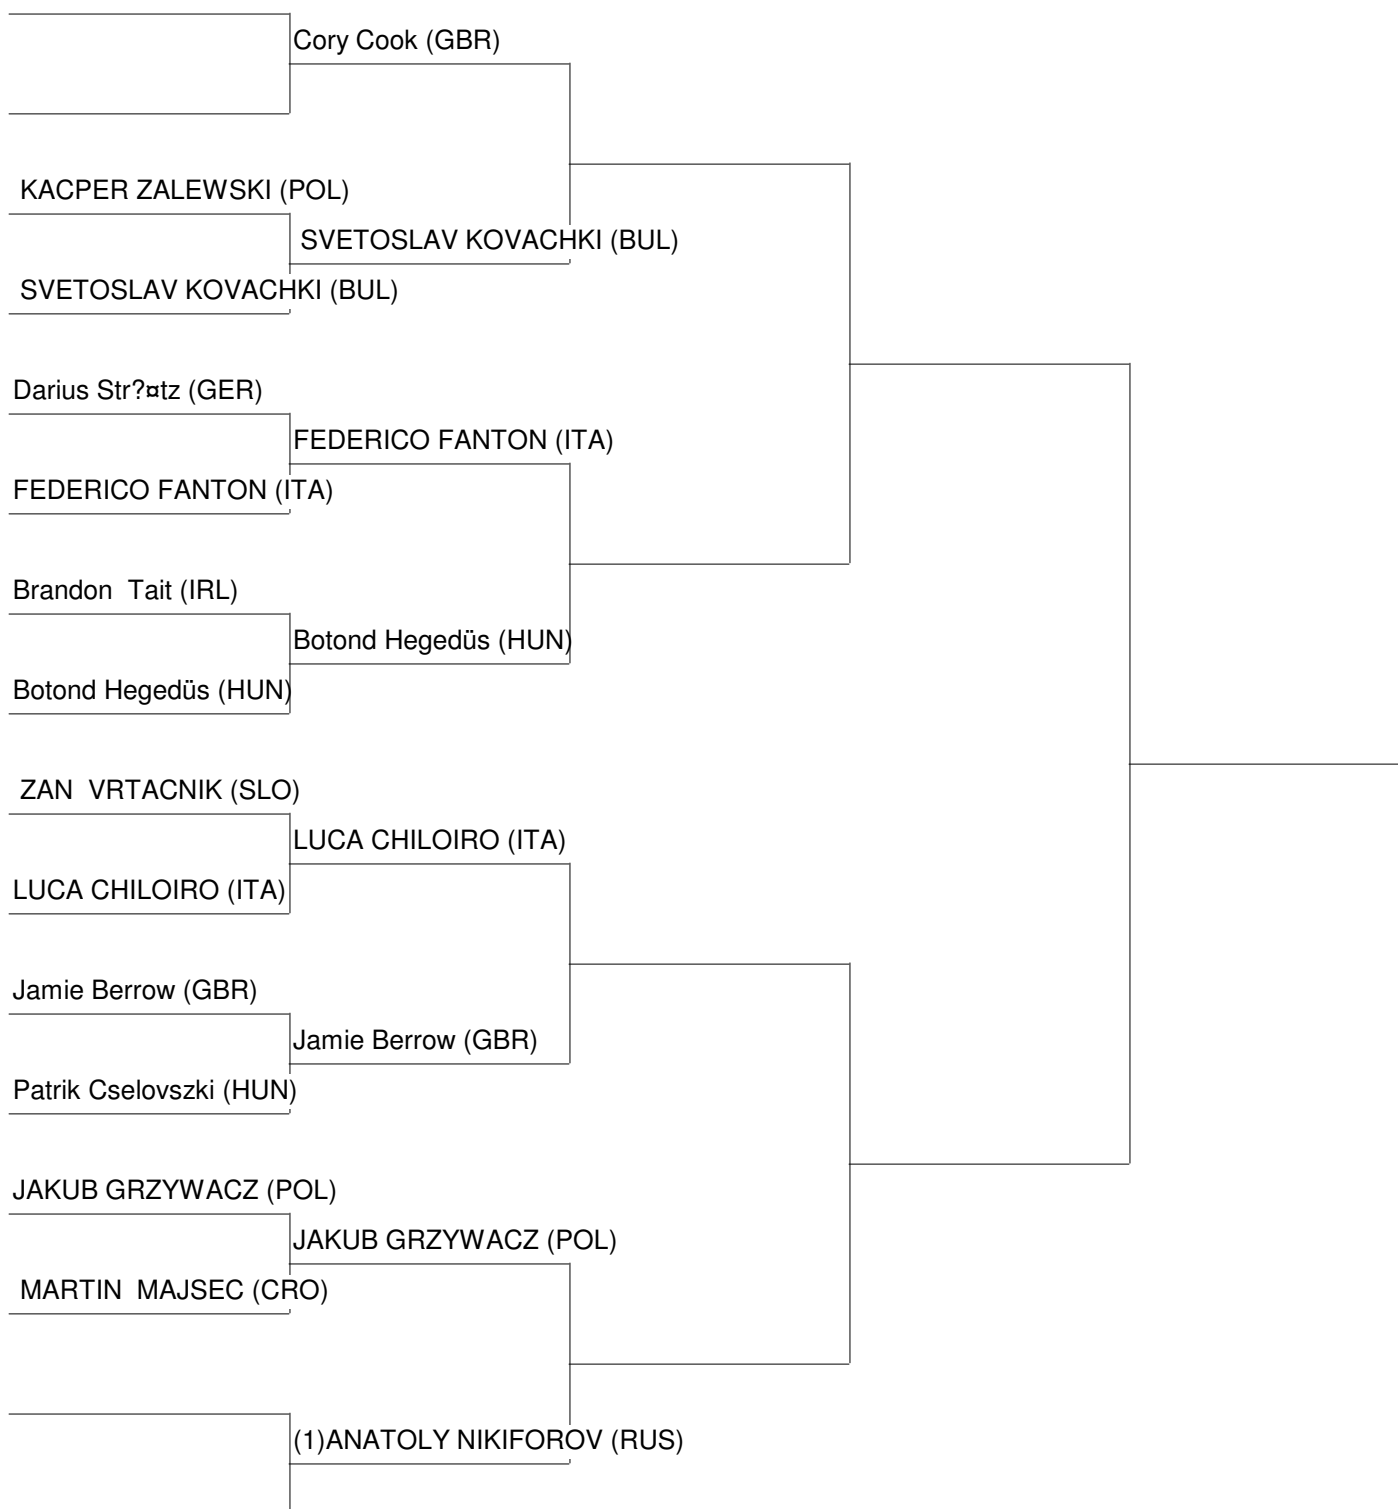 Cory Cook (GBR)
KACPER ZALEWSKI (POL)
SVETOSLAV KOVACHKI (BUL)
SVETOSLAV KOVACHKI (BUL)
Darius Str?¤tz (GER)
FEDERICO FANTON (ITA)
FEDERICO FANTON (ITA)
Brandon  Tait (IRL)
Botond Hegedüs (HUN)
Botond Hegedüs (HUN)
ZAN  VRTACNIK (SLO)
LUCA CHILOIRO (ITA)
LUCA CHILOIRO (ITA)
Jamie Berrow (GBR)
Jamie Berrow (GBR)
Patrik Cselovszki (HUN)
JAKUB GRZYWACZ (POL)
JAKUB GRZYWACZ (POL)
MARTIN  MAJSEC (CRO)
(1)ANATOLY NIKIFOROV (RUS)